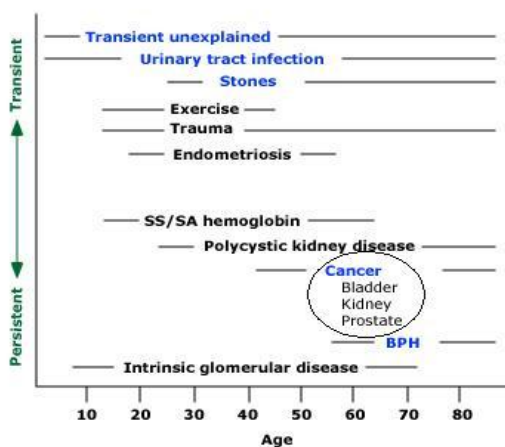 Transient
Persistent
Transient unexplained
Urinary tract infection
Stones
Exercise
Trauma
Endometriosis
SS/SA hemoglobin
Polycystic kidney disease
Cancer
Bladder
Kidney
Prostate
BPH
Intrinsic glomerular disease
10 20 30 40 50 60 70 80
Age